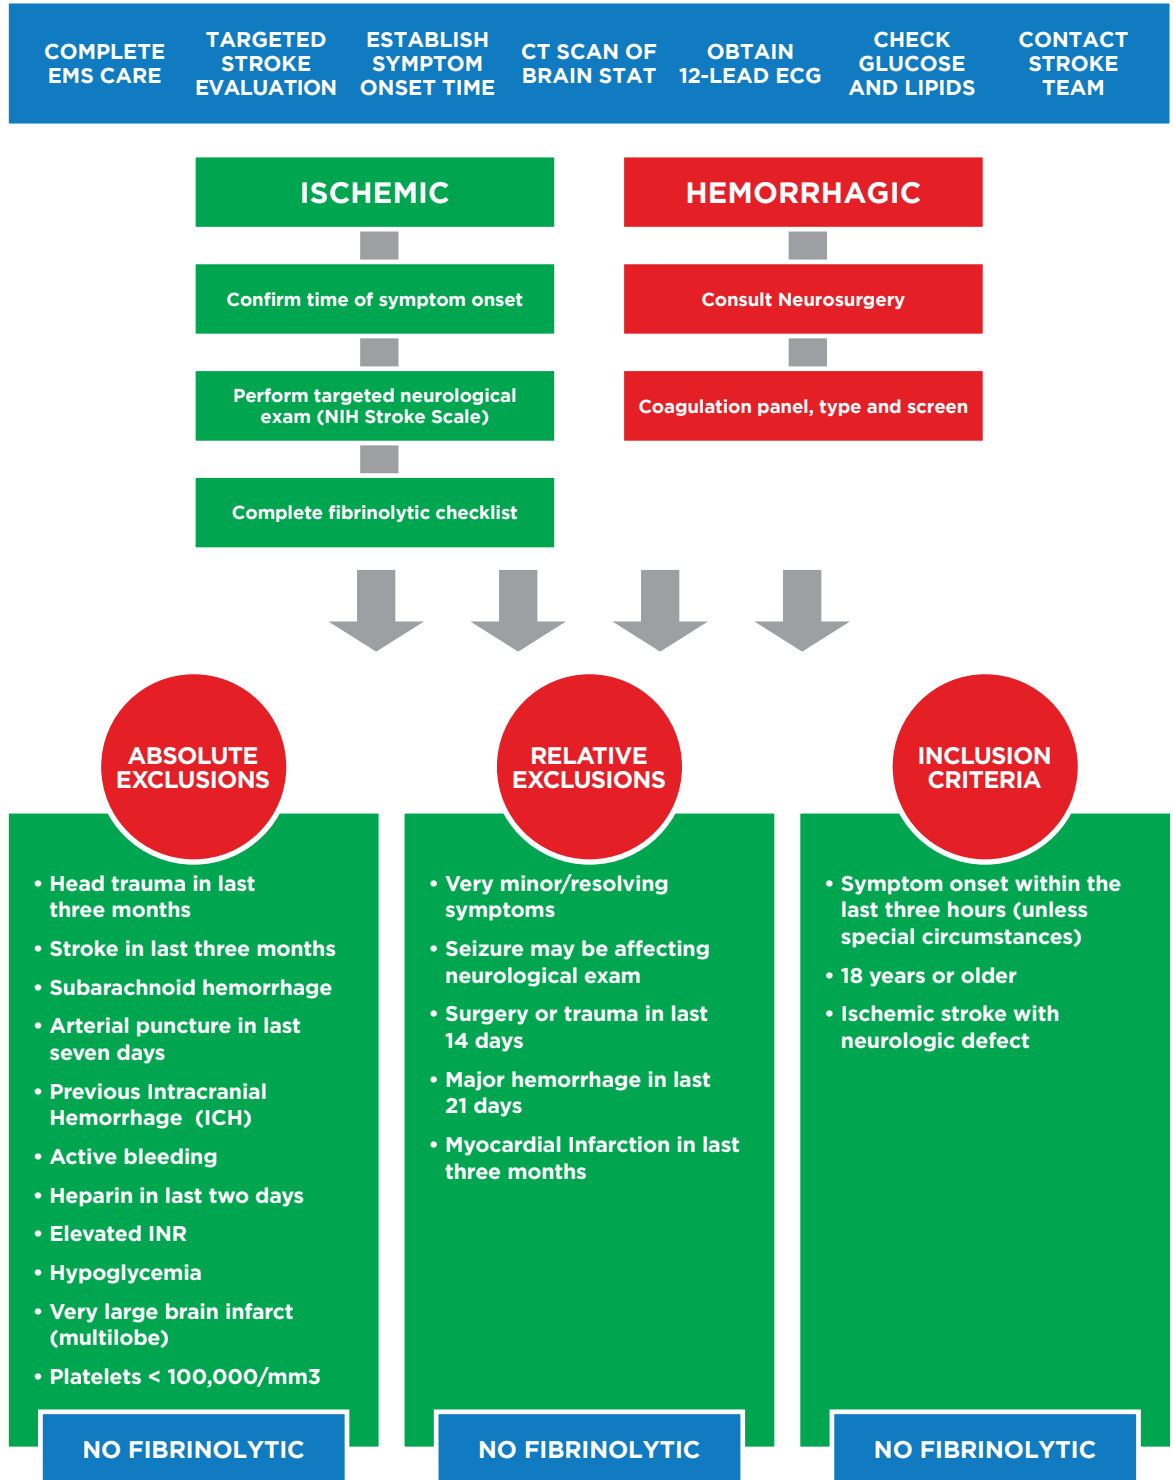 COMPLETE
EMS CARE
TARGETED
STROKE
EVALUATION
ESTABLISH
SYMPTOM
ONSET TIME
CT SCAN OF
BRAIN STAT
OBTAIN
12-LEAD ECG
CHECK
GLUCOSE
AND LIPIDS
CONTACT
STROKE
TEAM
ISCHEMIC
Confirm time of symptom onset
Perform targeted neurological
exam (NIH Stroke Scale)
Complete fibrinolytic checklist
HEMORRHAGIC
Consult Neurosurgery
Coagulation panel, type and screen
ABSOLUTE
EXCLUSIONS
• Head trauma in last
three months
• Stroke in last three months
• Subarachnoid hemorrhage
• Arterial puncture in last
seven days
• Previous Intracranial
Hemorrhage (ICH)
• Active bleeding
• Heparin in last two days
• Elevated INR
• Hypoglycemia
• Very large brain infarct
(multilobe)
• Platelets < 100,000/mm3
NO FIBRINOLYTIC
RELATIVE
EXCLUSIONS
• Very minor/resolving
symptoms
• Seizure may be affecting
neurological exam
• Surgery or trauma in last
14 days
• Major hemorrhage in last
21 days
• Myocardial Infarction in last
three months
NO FIBRINOLYTIC
INCLUSION
CRITERIA
• Symptom onset within the
last three hours (unless
special circumstances)
• 18 years or older
• Ischemic stroke with
neurologic defect
NO FIBRINOLYTIC